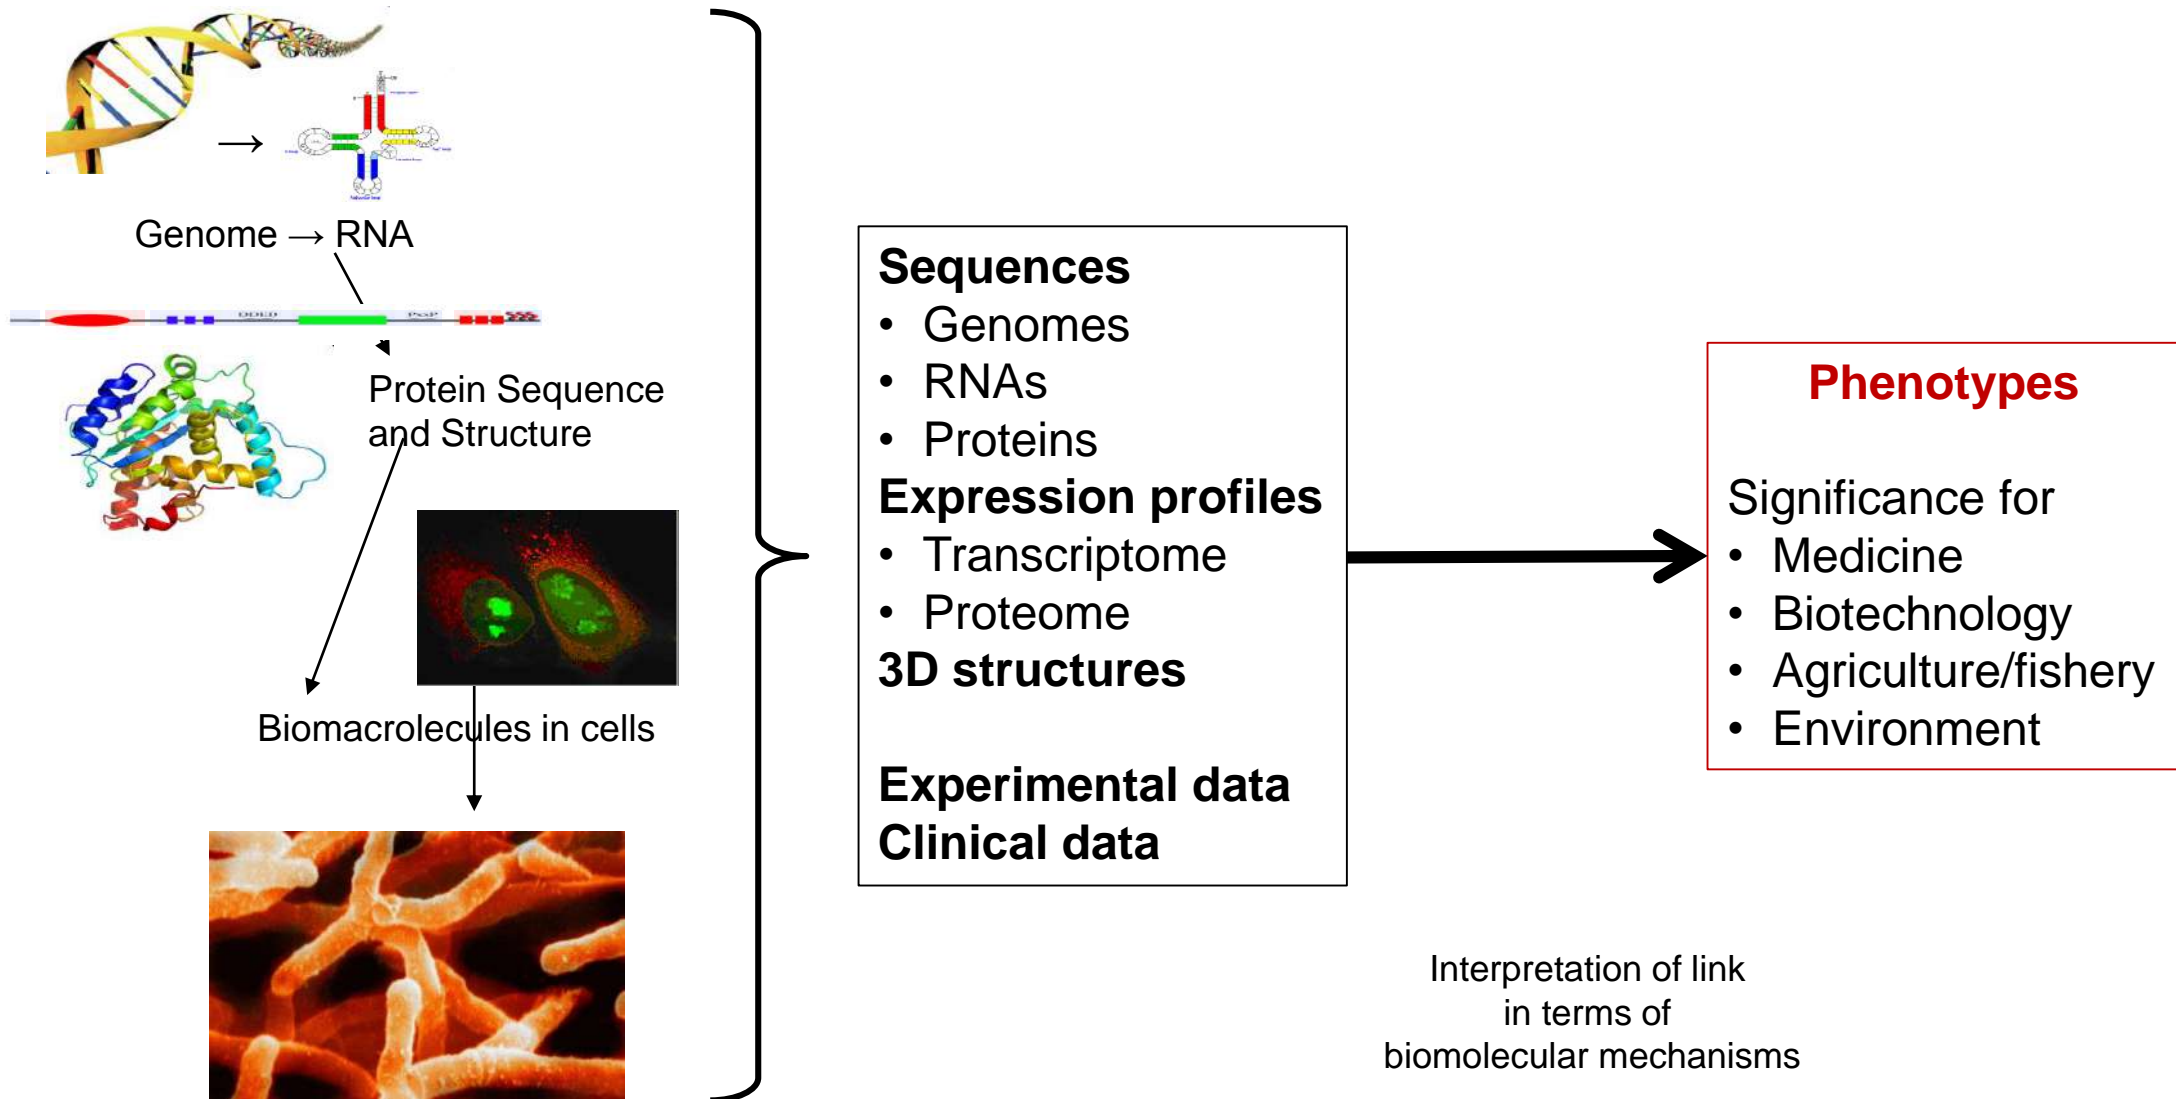 Genome → RNA
DDED
PxxP
Protein Sequence
and Structure
Biomacrolecules in cells
Sequences
• Genomes
• RNAs
• Proteins
Expression profiles
• Transcriptome
• Proteome
3D structures
Experimental data
Clinical data
Phenotypes
Significance for
• Medicine
• Biotechnology
• Agriculture/fishery
• Environment
Interpretation of link
in terms of
biomolecular mechanisms